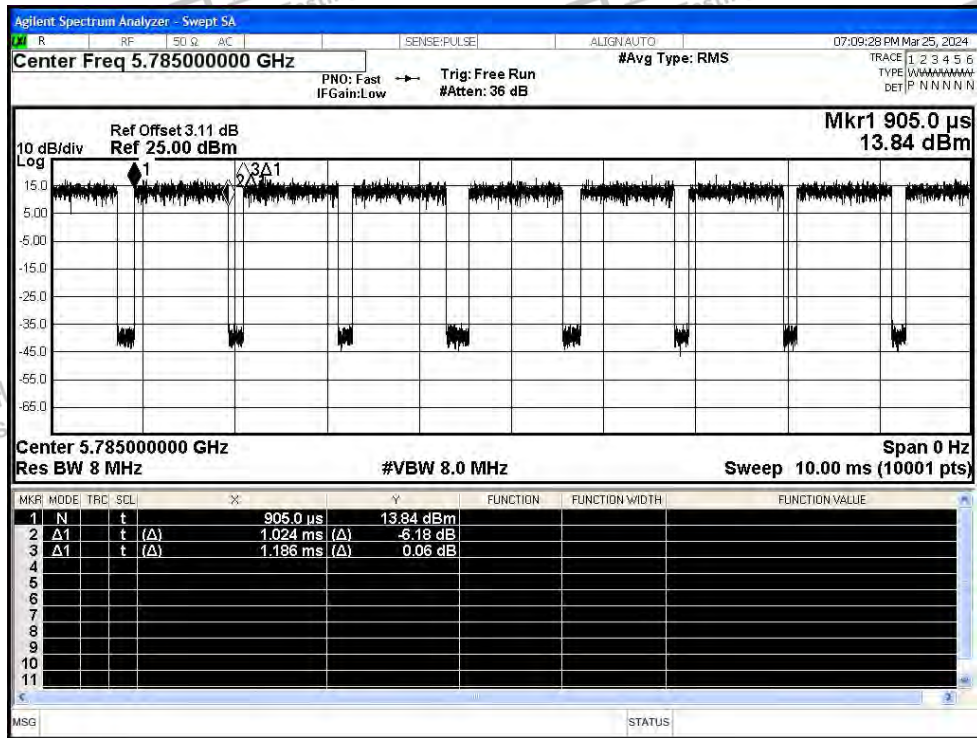 Agilent Spectrum Analyzer - Swept SA
R RF 50 Ω AC SENSE:PULSE ALIGNAUTO 07:09:28 PM Mar 25, 2024
Center Freq 5.785000000 GHz
PNO: Fast
IFGain:Low
Trig: Free Run
#Atten: 36 dB
#Avg Type: RMS
TRACE 1 2 3 4 5 6
TYPE
DET P N N N N N
Mkr1 905.0 µs
13.84 dBm
Ref Offset 3.11 dB
10 dB/div Ref 25.00 dBm
Log
1
2
3Δ1
15.0
5.00
-5.00
-15.0
-25.0
-35.0
-45.0
-55.0
-65.0
Center 5.785000000 GHz Span 0 Hz
Res BW 8 MHz #VBW 8.0 MHz Sweep 10.00 ms (10001 pts)
MKR MODE TRC SCL X Y FUNCTION FUNCTION WIDTH FUNCTION VALUE
1 N t 905.0 µs 13.84 dBm
2 Δ1 t (Δ) 1.024 ms (Δ) -6.18 dB
3 Δ1 t (Δ) 1.186 ms (Δ) 0.06 dB
4
5
6
7
8
9
10
11
MSG STATUS